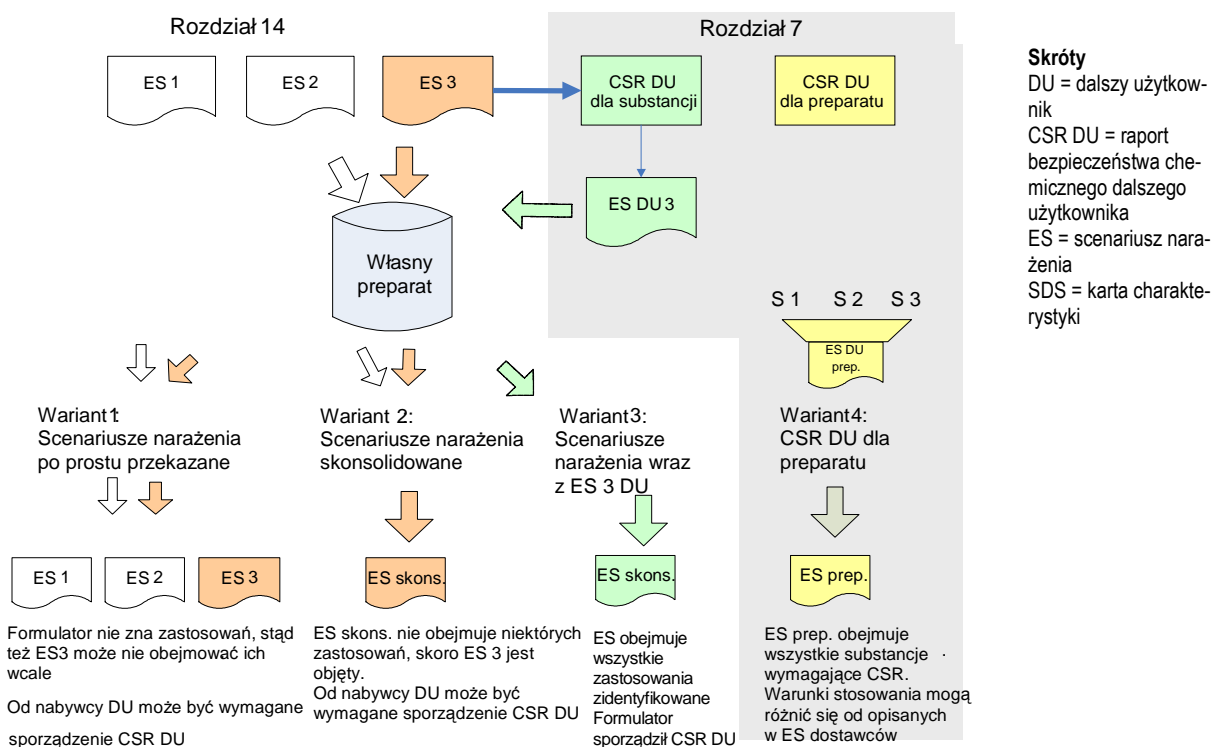 Rozdział 14
Rozdział 7
ES 1
ES 2
ES 3
CSR DU
dla substancji
CSR DU
dla preparatu
ES DU 3
Własny
preparat
S 1 S 2 S 3
ES DU
prep.
Wariant 1:
Scenariusze narażenia
po prostu przekazane
Wariant 2:
Scenariusze narażenia
skonsolidowane
Wariant 3:
Scenariusze
narażenia wraz
z ES 3 DU
Wariant 4:
CSR DU dla
preparatu
ES 1
ES 2
ES 3
ES skons.
ES skons.
ES prep.
Formulator nie zna zastosowań, stąd
też ES3 może nie obejmować ich
wcale
Od nabywcy DU może być wymagane
sporządzenie CSR DU
ES skons. nie obejmuje niektórych
zastosowań, skoro ES 3 jest
objęty.
Od nabywcy DU może być
wymagane sporządzenie CSR DU
ES obejmuje
wszystkie
zastosowania
zidentyfikowane
Formulator
sporządził CSR DU
ES prep. obejmuje
wszystkie substancje
wymagające CSR.
Warunki stosowania mogą
różnić się od opisanych
w ES dostawców
Skróty
DU = dalszy użytkow-
nik
CSR DU = raport
bezpieczeństwa che-
micznego dalszego
użytkownika
ES = scenariusz nara-
żenia
SDS = karta charakte-
rystyki